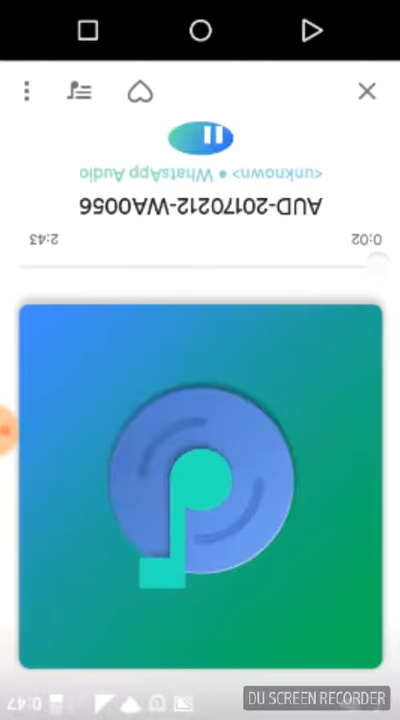 0:47
0:02 2:43
AUD-20170212-WA0056
<unknown> • WhatsApp Audio
DU SCREEN RECORDER